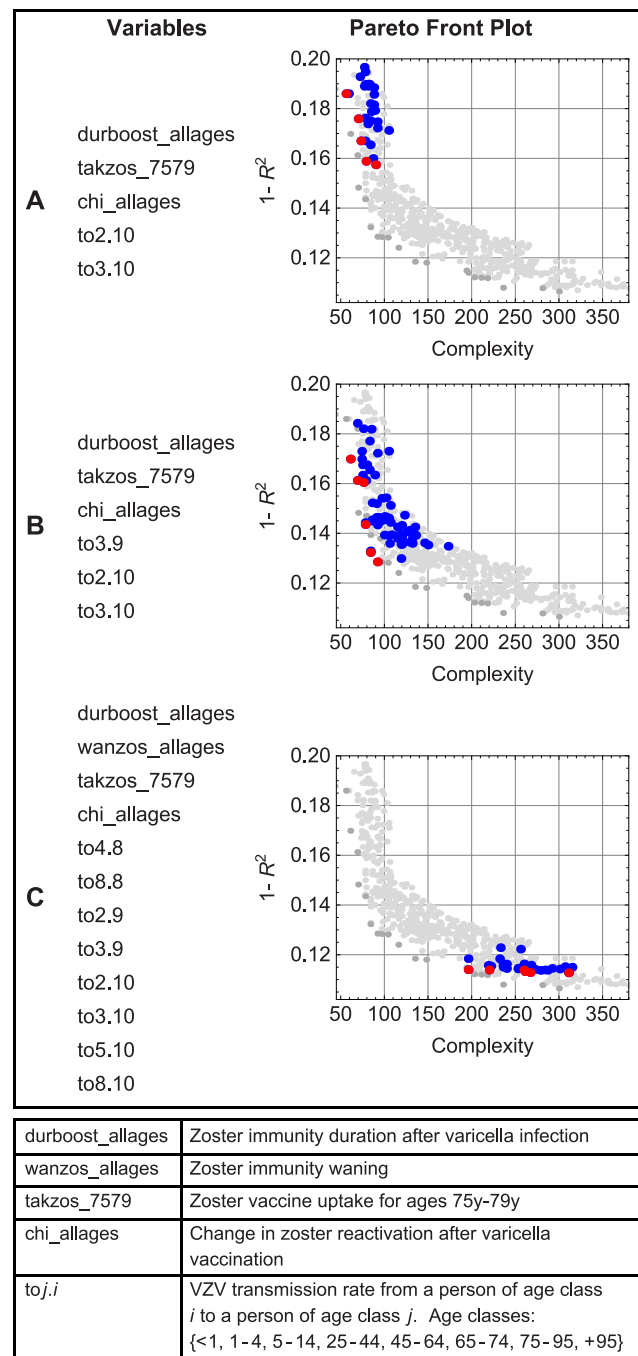 Variables Pareto Front Plot
A
durboost_allages
takzos_7579
chi_allages
to2.10
to3.10
1- R²
0.20
0.18
0.16
0.14
0.12
50 100 150 200 250 300 350
Complexity
B
durboost_allages
takzos_7579
chi_allages
to3.9
to2.10
to3.10
1- R²
0.20
0.18
0.16
0.14
0.12
50 100 150 200 250 300 350
Complexity
C
durboost_allages
wanzos_allages
takzos_7579
chi_allages
to4.8
to8.8
to2.9
to3.9
to2.10
to3.10
to5.10
to8.10
1- R²
0.20
0.18
0.16
0.14
0.12
50 100 150 200 250 300 350
Complexity
durboost_allages Zoster immunity duration after varicella infection
wanzos_allages Zoster immunity waning
takzos_7579 Zoster vaccine uptake for ages 75y-79y
chi_allages Change in zoster reactivation after varicella
vaccination
toj.i VZV transmission rate from a person of age class
i to a person of age class j. Age classes:
{<1, 1-4, 5-14, 25-44, 45-64, 65-74, 75-95, +95}